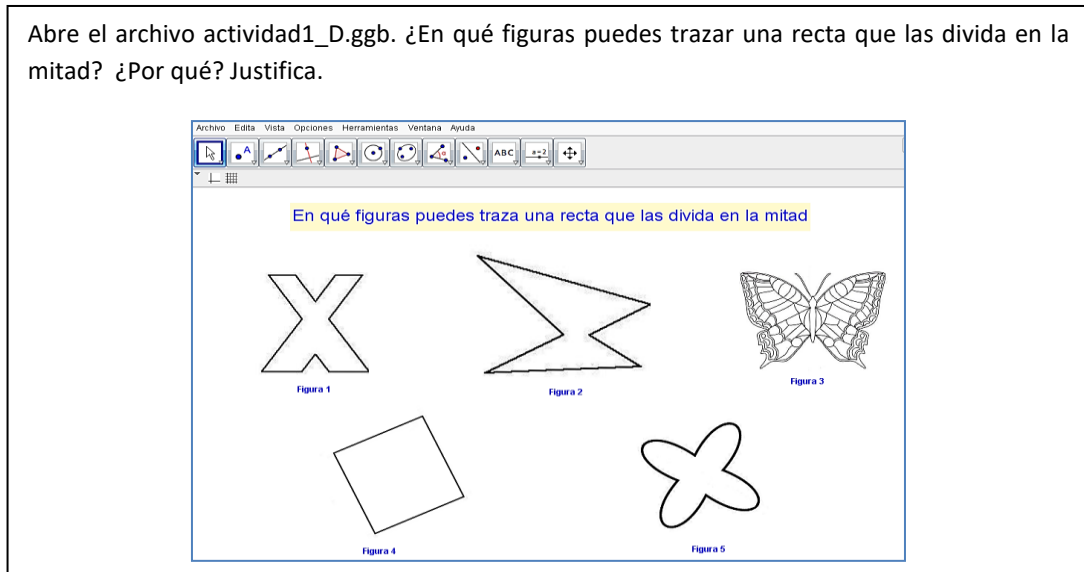 Abre el archivo actividad1_D.ggb. ¿En qué figuras puedes trazar una recta que las divida en la
mitad? ¿Por qué? Justifica.
Archivo Edita Vista Opciones Herramientas Ventana Ayuda
A
ABC
a=2
En qué figuras puedes traza una recta que las divida en la mitad
Figura 1
Figura 2
Figura 3
Figura 4
Figura 5